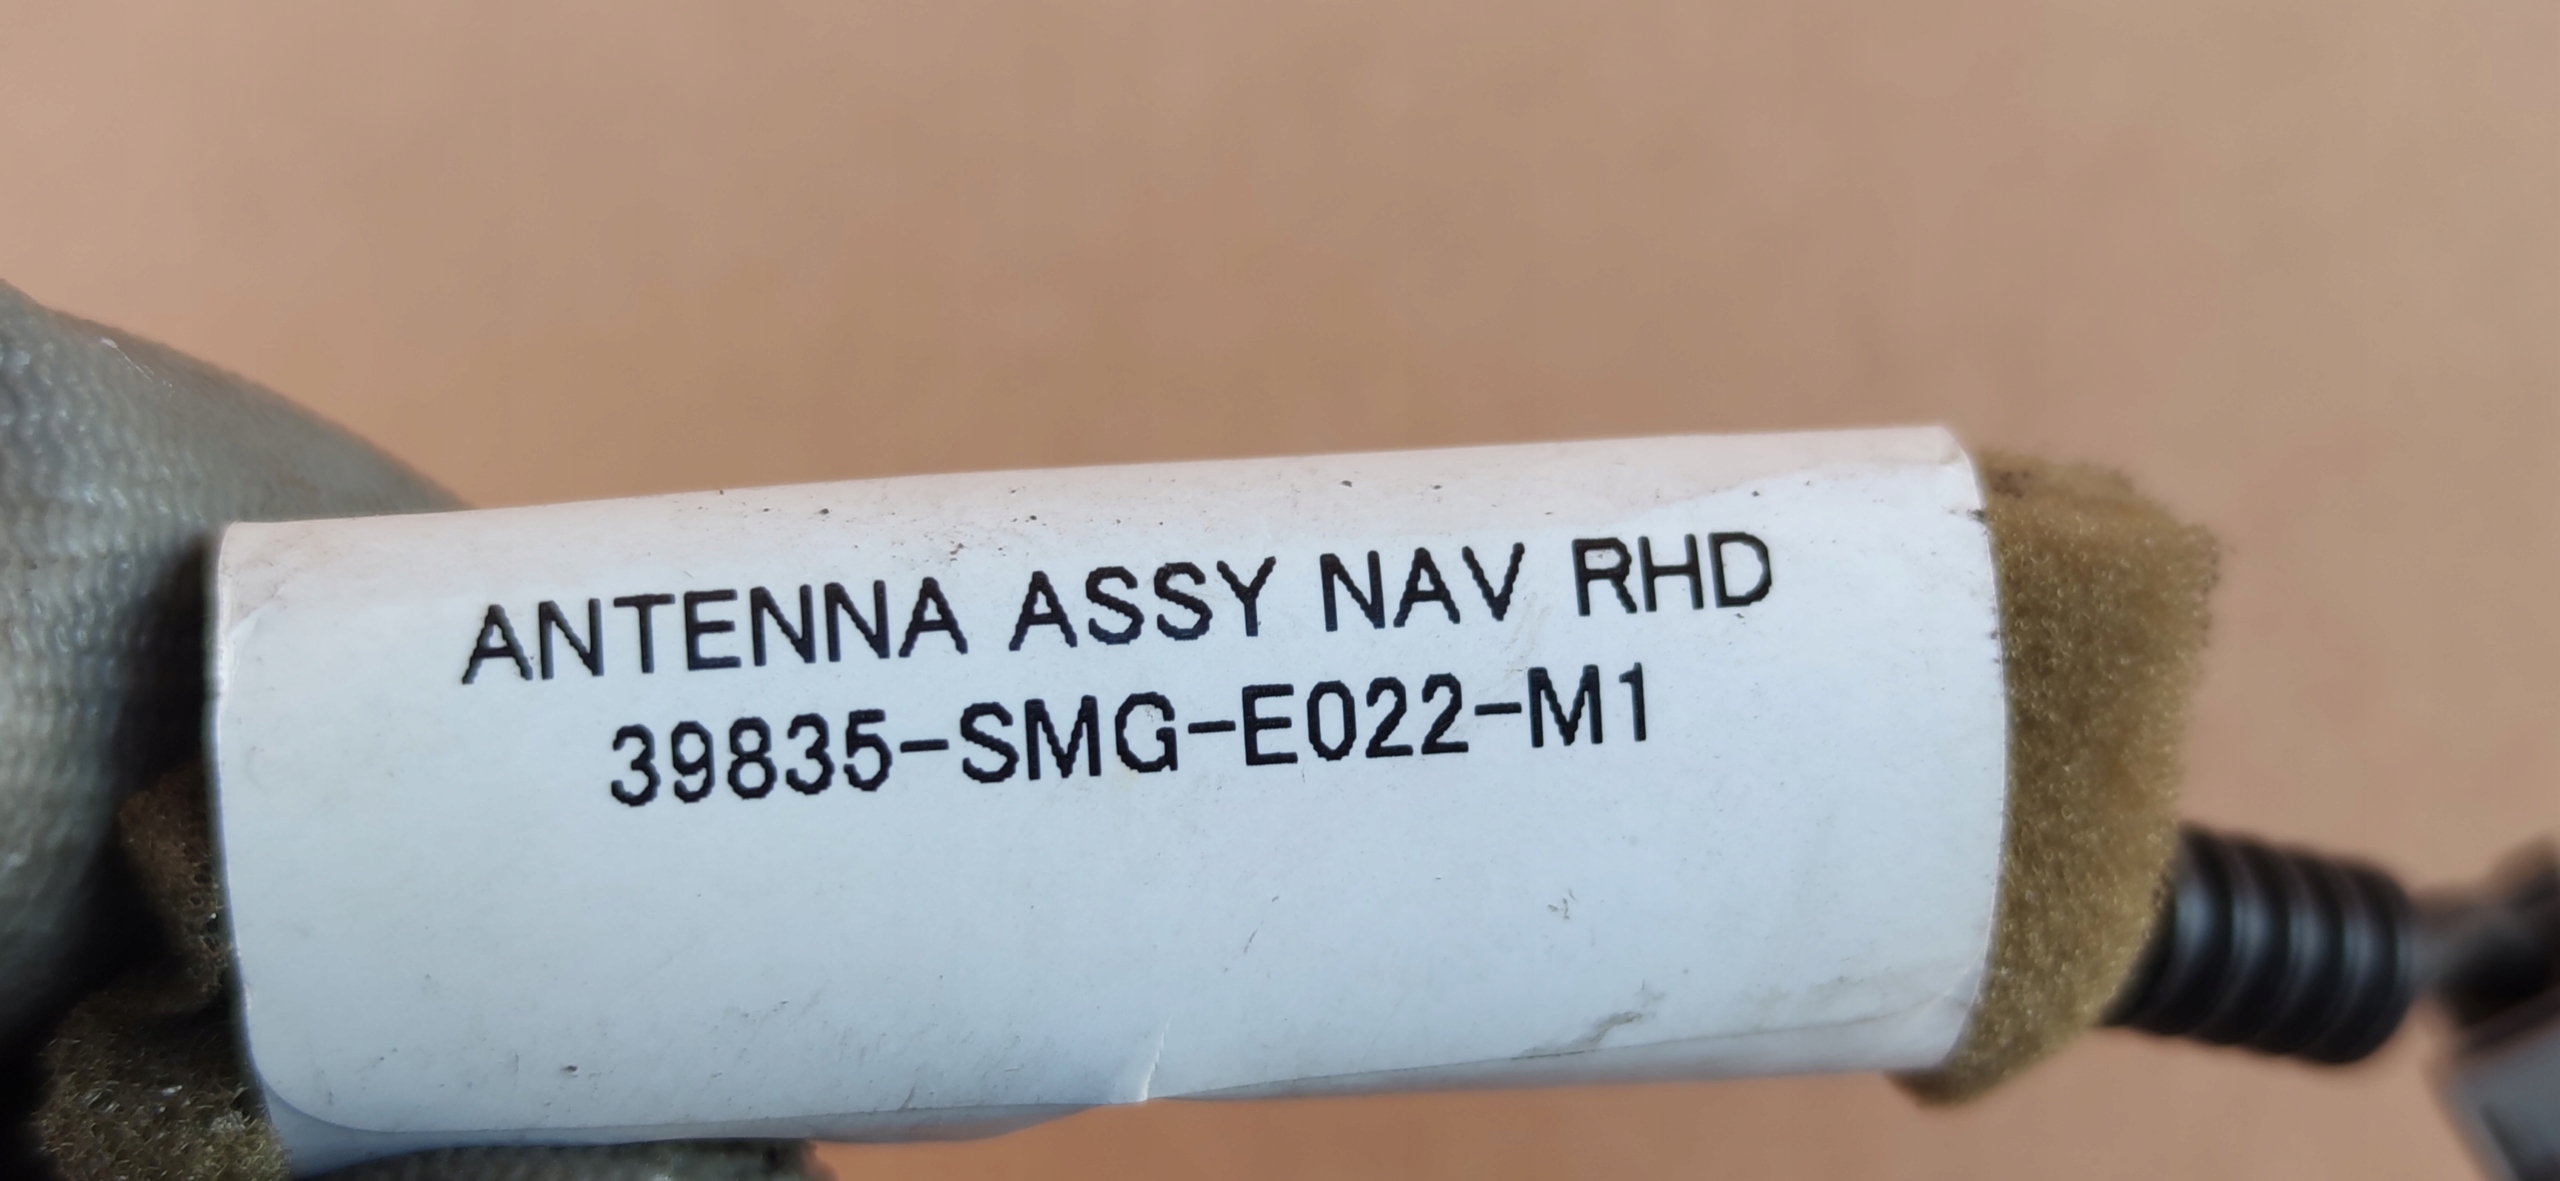 ANTENNA ASSY NAV RHD
39835-SMG-E022-M1